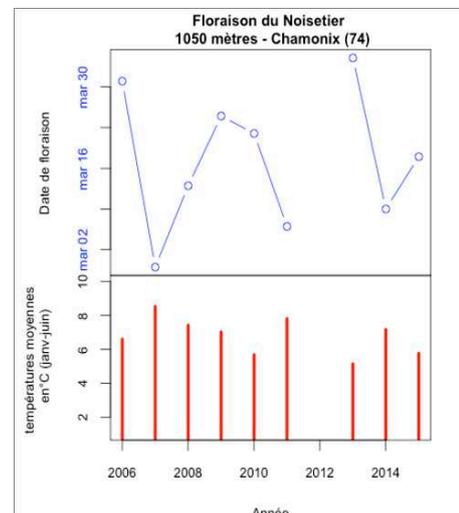 Floraison du Noisetier
1050 mètres - Chamonix (74)
Date de floraison
mar 30
mar 16
mar 02
températures moyennes
en°C (janv-juin)
10
8
6
4
2
2006
2008
2010
2012
2014
Année